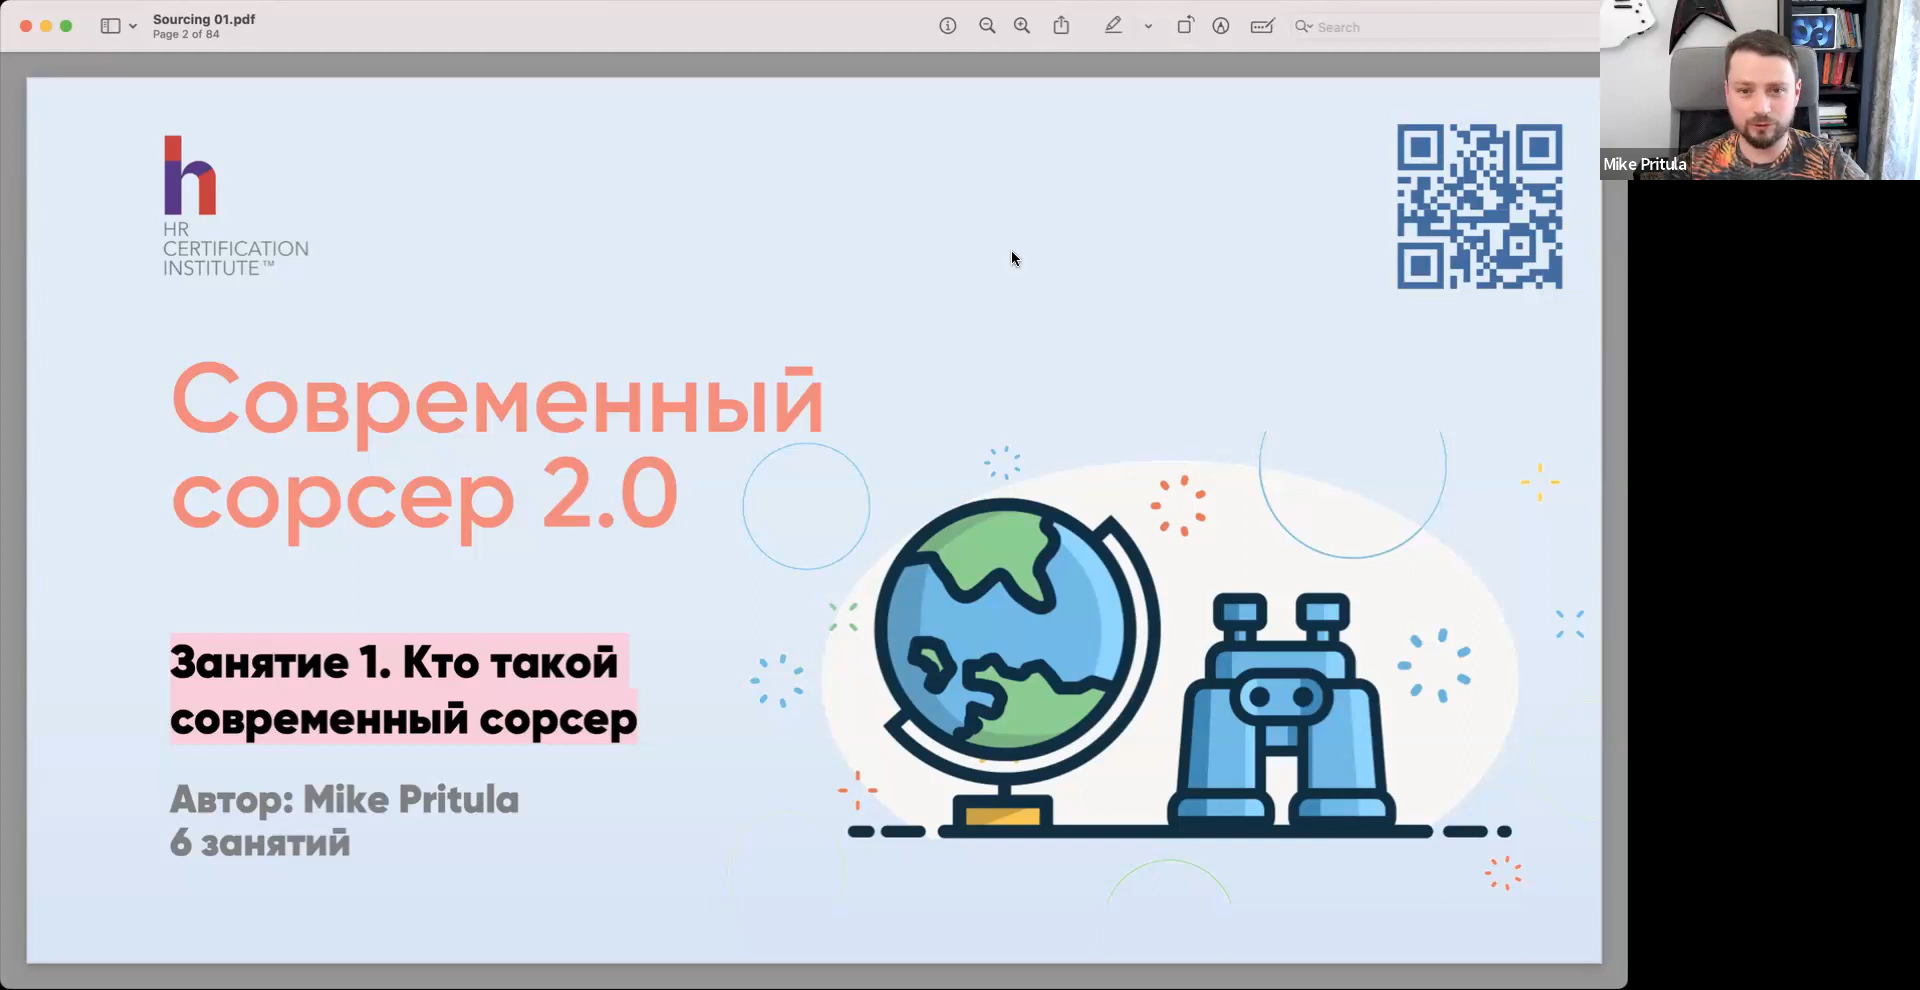 Sourcing 01.pdf
Page 2 of 84
Search
Mike Pritula
HR
CERTIFICATION
INSTITUTE™
Современный
сорсер 2.0
Занятие 1. Кто такой
современный сорсер
Автор: Mike Pritula
6 занятий